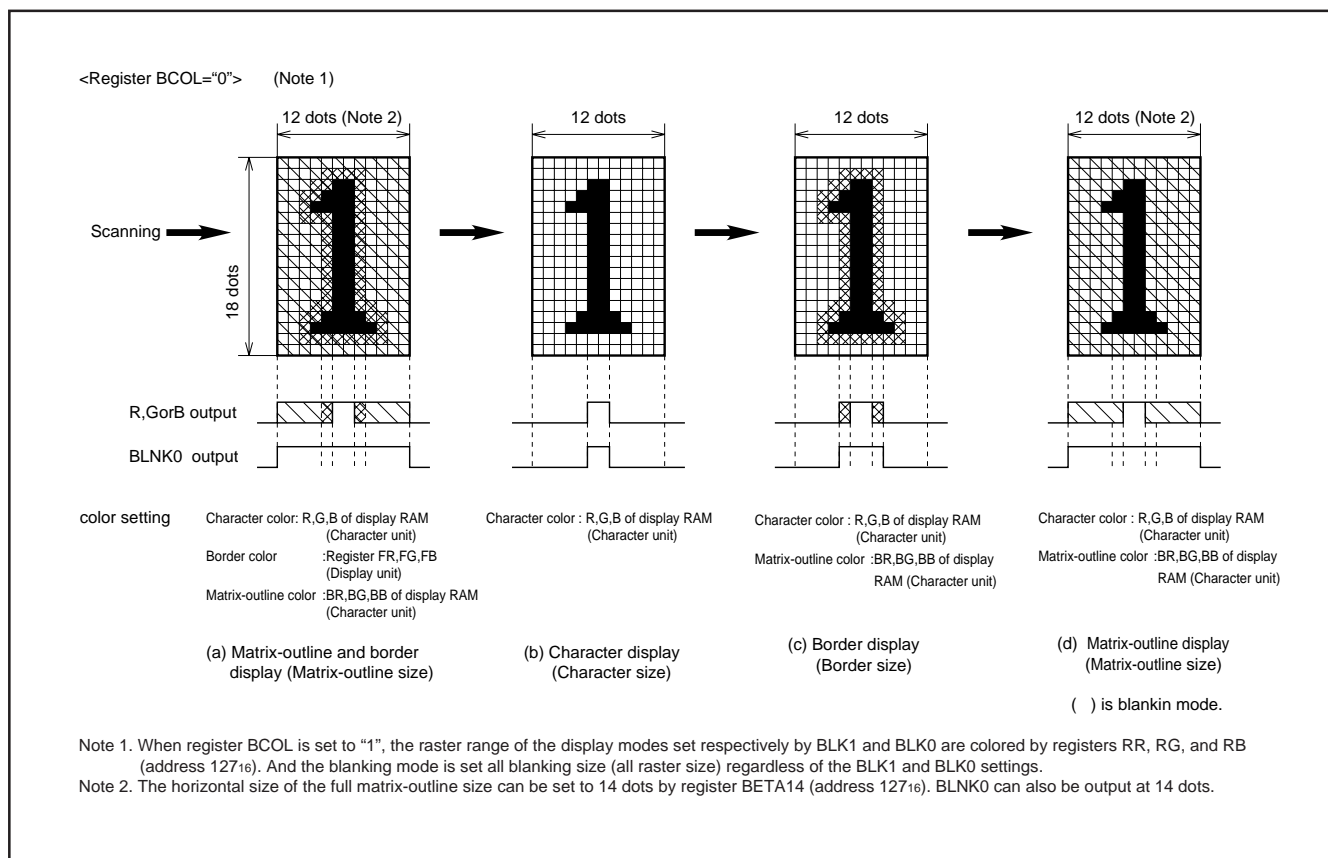 <Register BCOL=“0”> (Note 1)
12 dots (Note 2) 12 dots 12 dots 12 dots (Note 2)
Scanning
18 dots
R,GorB output
BLNK0 output
color setting
Character color: R,G,B of display RAM
(Character unit)
Border color :Register FR,FG,FB
(Display unit)
Matrix-outline color :BR,BG,BB of display RAM
(Character unit)
(a) Matrix-outline and border
display (Matrix-outline size)
Character color : R,G,B of display RAM
(Character unit)
(b) Character display
(Character size)
Character color : R,G,B of display RAM
(Character unit)
Matrix-outline color :BR,BG,BB of display
RAM (Character unit)
(c) Border display
(Border size)
Character color : R,G,B of display RAM
(Character unit)
Matrix-outline color :BR,BG,BB of display
RAM (Character unit)
(d) Matrix-outline display
(Matrix-outline size)
( ) is blankin mode.
Note 1. When register BCOL is set to “1”, the raster range of the display modes set respectively by BLK1 and BLK0 are colored by registers RR, RG, and RB
(address 127₁₆). And the blanking mode is set all blanking size (all raster size) regardless of the BLK1 and BLK0 settings.
Note 2. The horizontal size of the full matrix-outline size can be set to 14 dots by register BETA14 (address 127₁₆). BLNK0 can also be output at 14 dots.